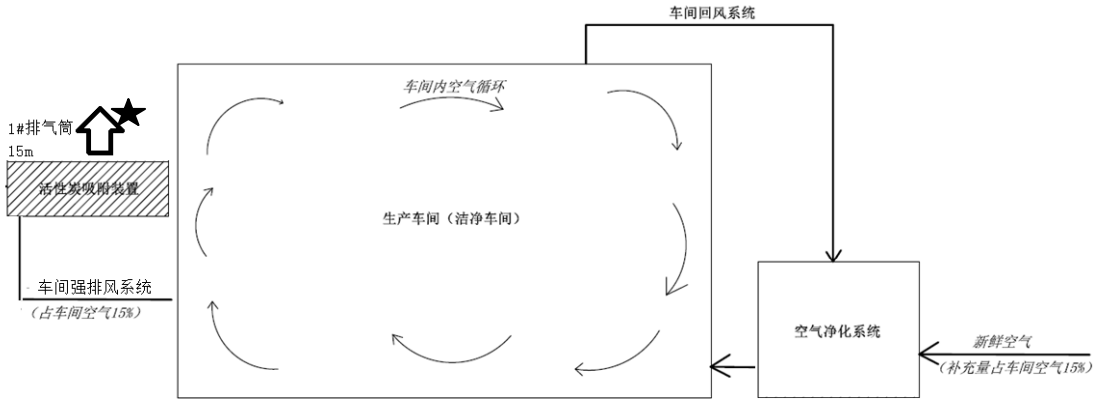 车间回风系统
车间内空气循环
1#排气筒
15m
活性炭吸附装置
生产车间（洁净车间）
车间强排风系统
（占车间空气15%）
空气净化系统
新鲜空气
（补充量占车间空气15%）